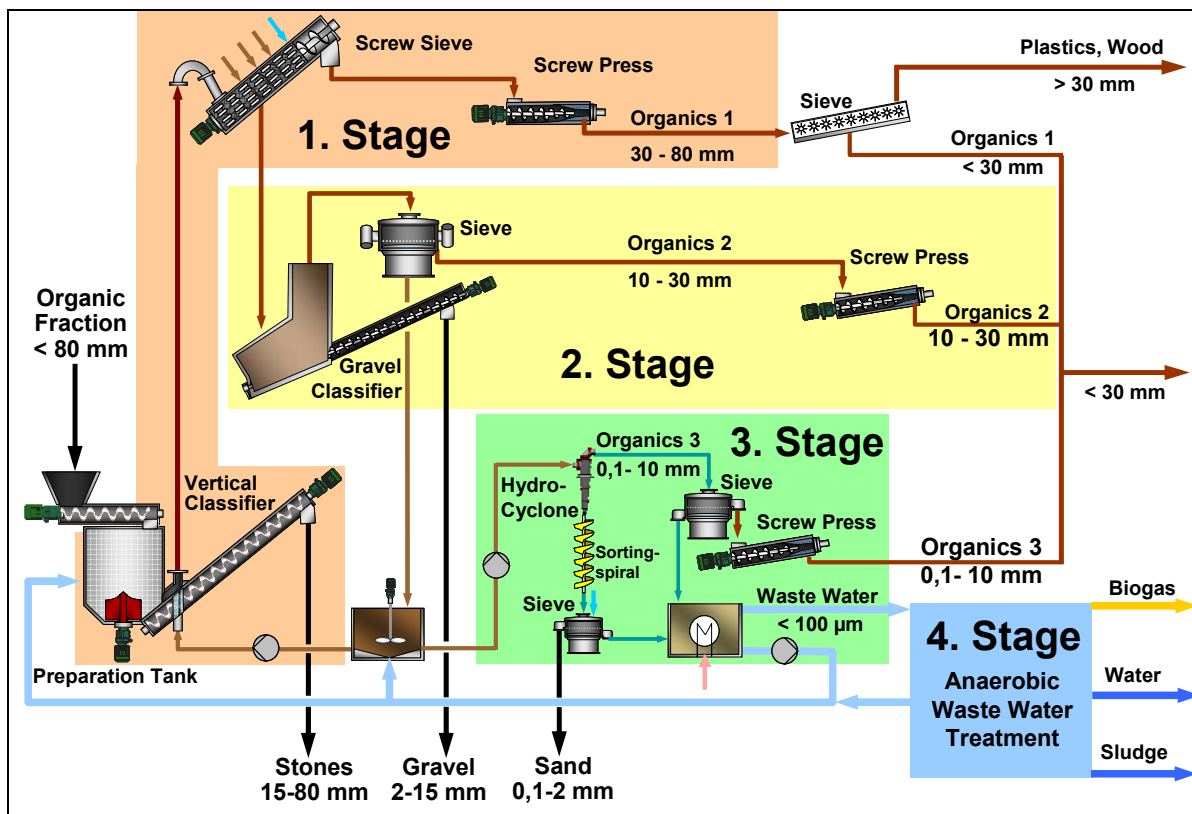 Screw Sieve
Screw Press
1. Stage
Organics 1
30 - 80 mm
Sieve
Plastics, Wood
> 30 mm
Organics 1
< 30 mm
Sieve
Organics 2
10 - 30 mm
Screw Press
Organics 2
10 - 30 mm
Gravel
Classifier
2. Stage
< 30 mm
Organic
Fraction
< 80 mm
Vertical
Classifier
Preparation Tank
3. Stage
Organics 3
0,1- 10 mm
Hydro-
Cyclone
Sieve
Screw Press
Sorting-
spiral
Organics 3
0,1- 10 mm
Sieve
M
Waste Water
< 100 µm
4. Stage
Anaerobic
Waste Water
Treatment
Biogas
Water
Sludge
Stones
15-80 mm
Gravel
2-15 mm
Sand
0,1-2 mm